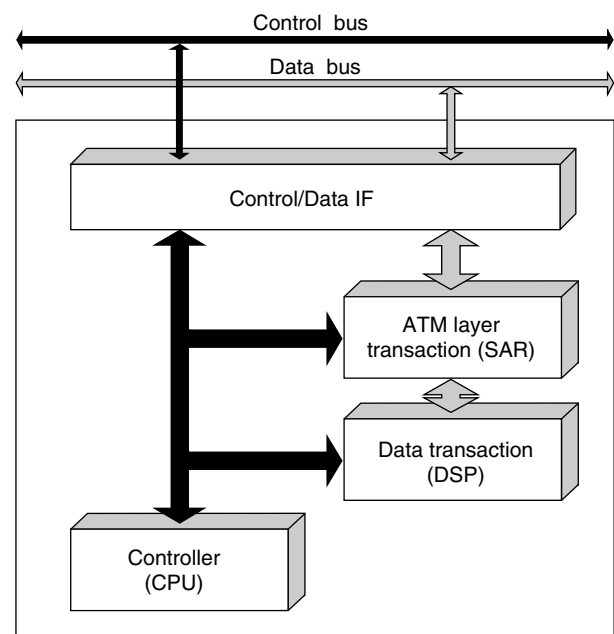 Control bus
Data bus
Control/Data IF
ATM layer
transaction (SAR)
Data transaction
(DSP)
Controller
(CPU)